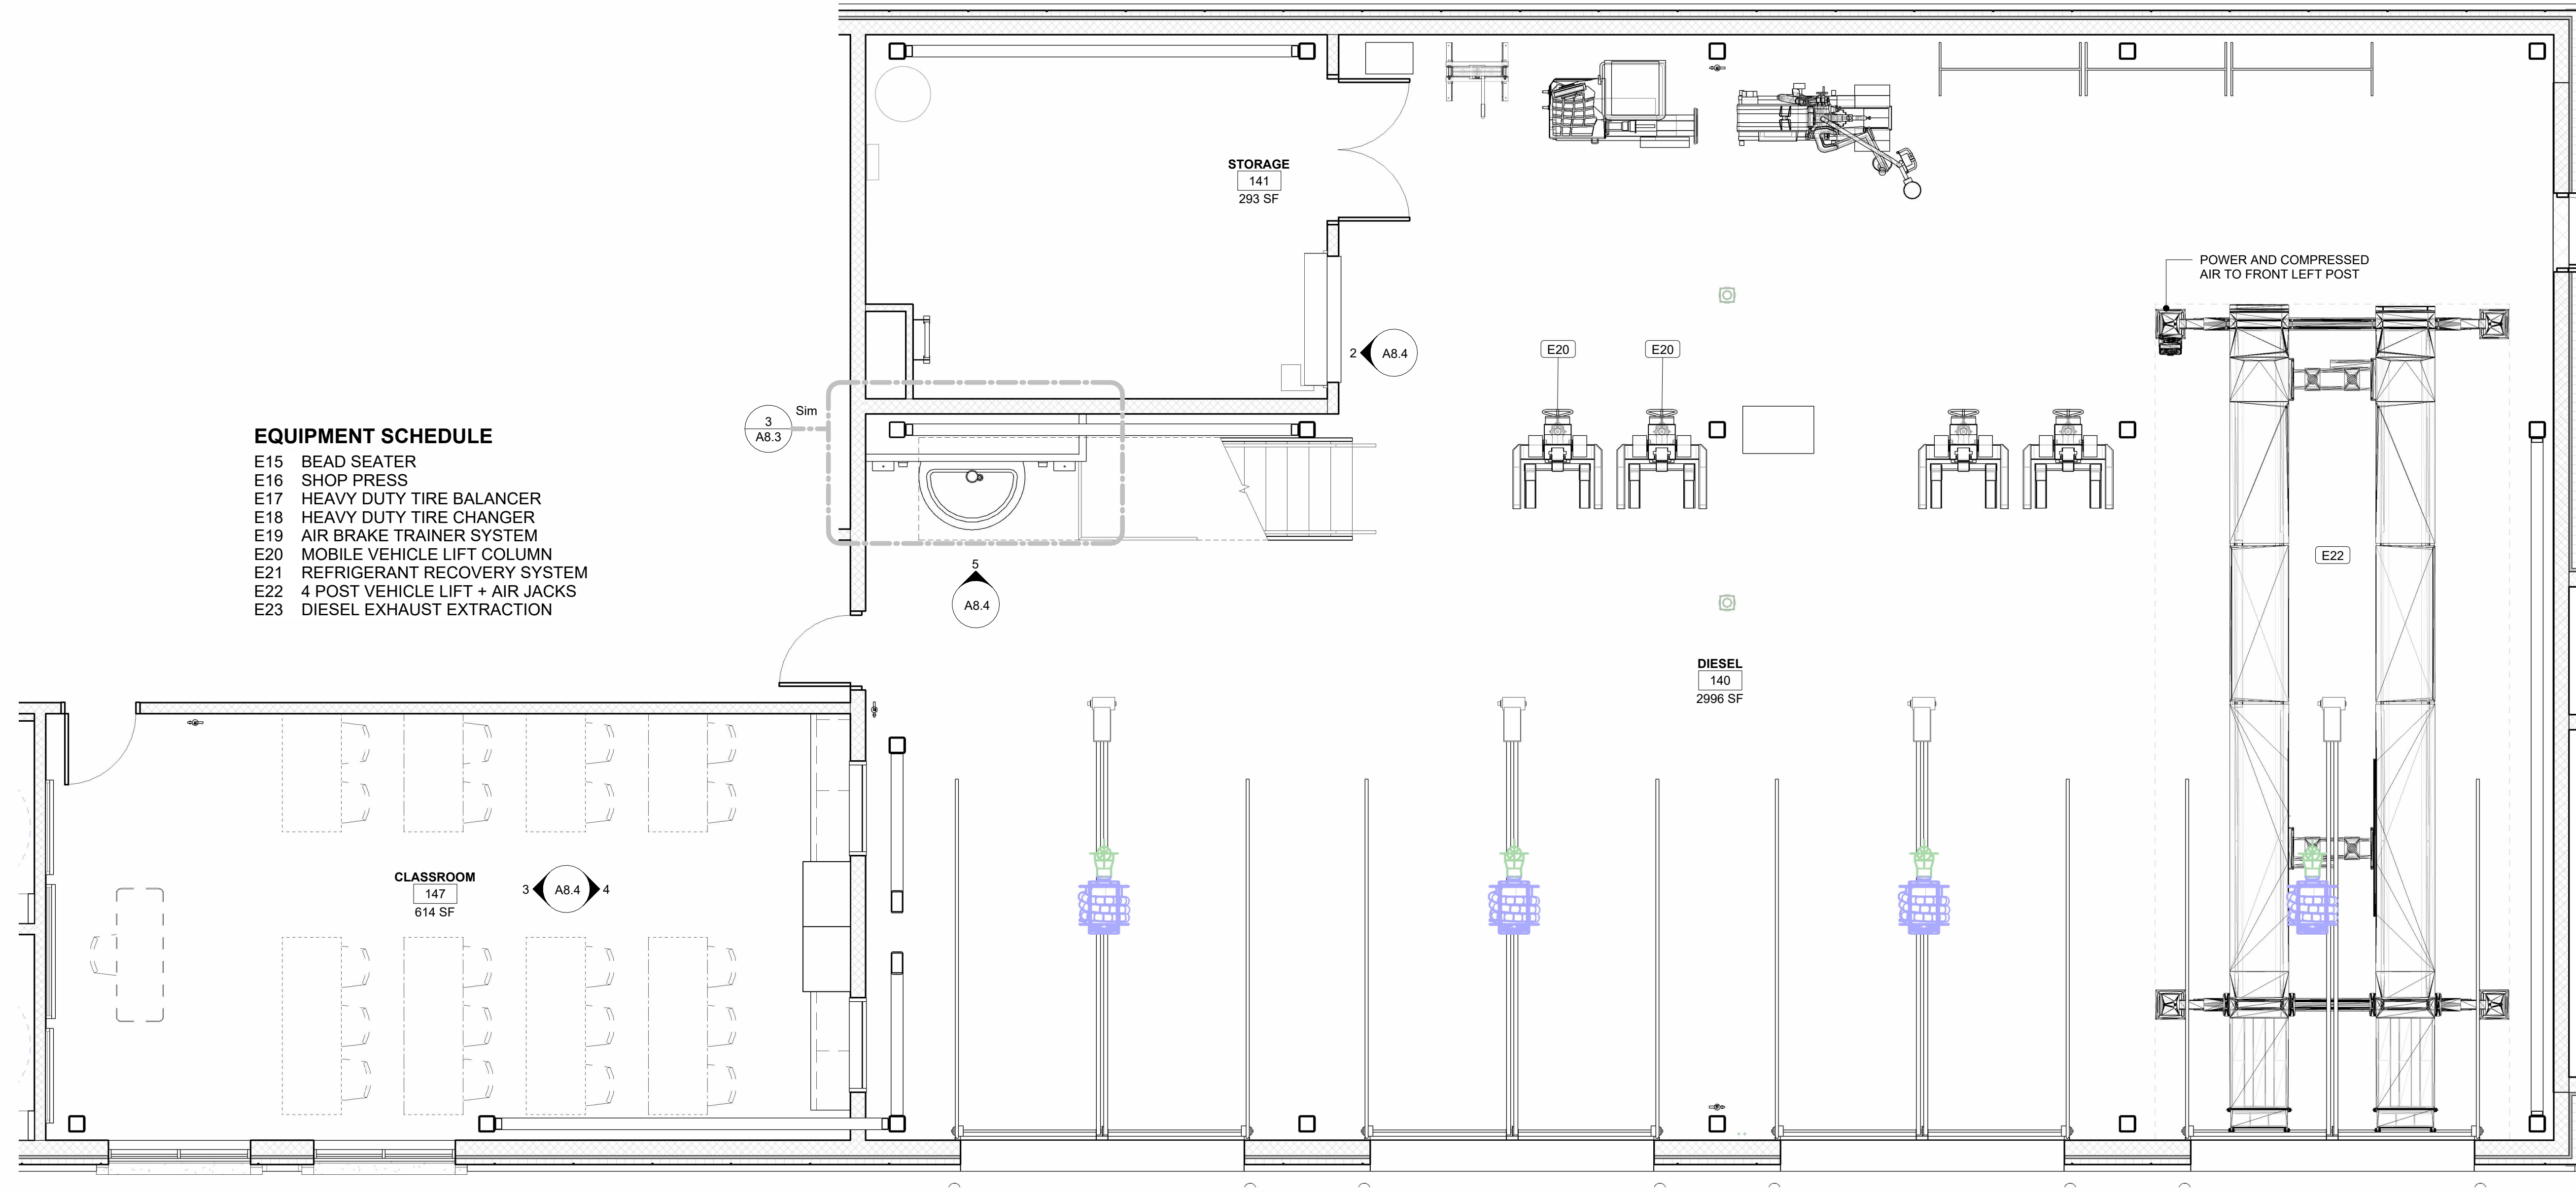 STORAGE
141
293 SF
POWER AND COMPRESSED
AIR TO FRONT LEFT POST
2
A8.4
E20
E20
3
A8.3
Sim
EQUIPMENT SCHEDULE
E15 BEAD SEATER
E16 SHOP PRESS
E17 HEAVY DUTY TIRE BALANCER
E18 HEAVY DUTY TIRE CHANGER
E19 AIR BRAKE TRAINER SYSTEM
E20 MOBILE VEHICLE LIFT COLUMN
E21 REFRIGERANT RECOVERY SYSTEM
E22 4 POST VEHICLE LIFT + AIR JACKS
E23 DIESEL EXHAUST EXTRACTION
E22
5
A8.4
DIESEL
140
2996 SF
CLASSROOM
147
614 SF
3
A8.4
4